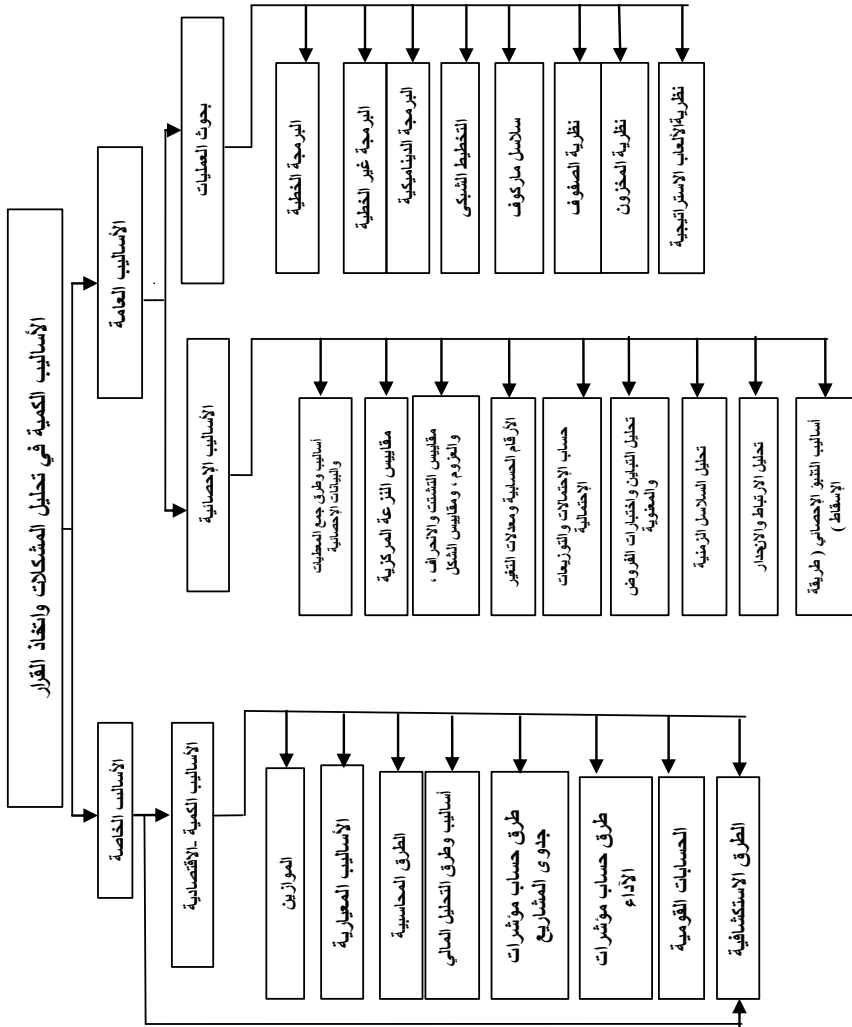 الأساليب الكمية في تحليل المشكلات واتخاذ القرار
الأساليب العامة
بحوث العمليات
البرمجة الخطية
البرمجة غير الخطية
البرمجة الديناميكية
التخطيط الشبكى
سلاسل ماركوف
نظرية الصفوف
نظرية المخزون
نظرية الألعاب الاستراتيجية
الأساليب الإحصائية
أساليب وطرق جمع المعطيات
والبيانات الإحصائية
مقاييس النزعة المركزية
مقاييس التشتت والانحراف ،
والعزوم ، ومقاييس الشكل
الأرقام الحسابية ومعدلات التغير
حساب الإحتمالات والتوزيعات
الإحتمالية
تحليل التباين واختبارات الفروض
والمعنوية
تحليل السلاسل الزمنية
تحليل الارتباط والانحدار
أساليب التنبؤ الإحصائي ( طريقة
الإسقاط )
الأساليب الخاصة
الأساليب الكمية -الاقتصادية
الموازين
الأساليب المعيارية
الطرق المحاسبية
أساليب وطرق التحليل المالي
طرق حساب مؤشرات
جدوى المشاريع
طرق حساب مؤشرات
الأداء
الحسابات القومية
الطرق الاستكشافية